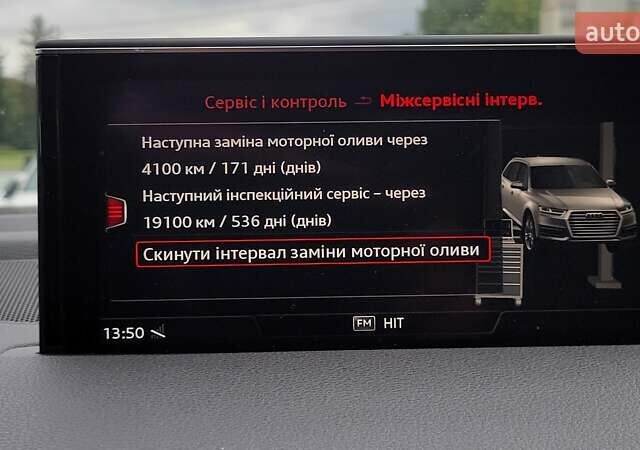 auto
Сервіс і контроль Міжсервісні інтерв.
Наступна заміна моторної оливи через
4100 км / 171 дні (днів)
Наступний інспекційний сервіс – через
19100 км / 536 дні (днів)
Скинути інтервал заміни моторної оливи
13:50 FM HIT